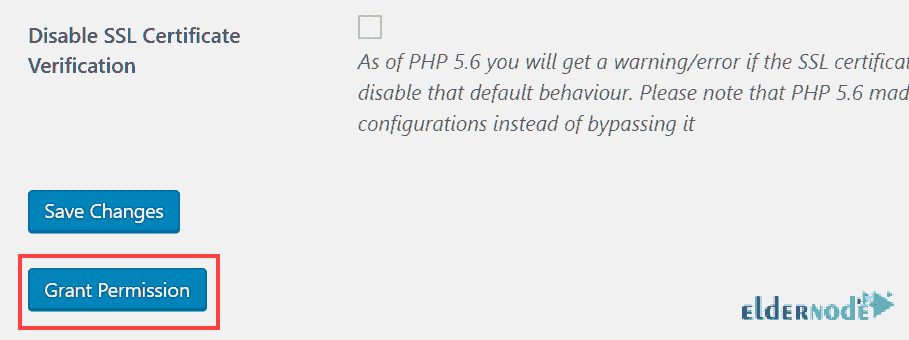 Disable SSL Certificate
Verification
As of PHP 5.6 you will get a warning/error if the SSL certificat
disable that default behaviour. Please note that PHP 5.6 mad
configurations instead of bypassing it
Save Changes
Grant Permission
ELDERNODE